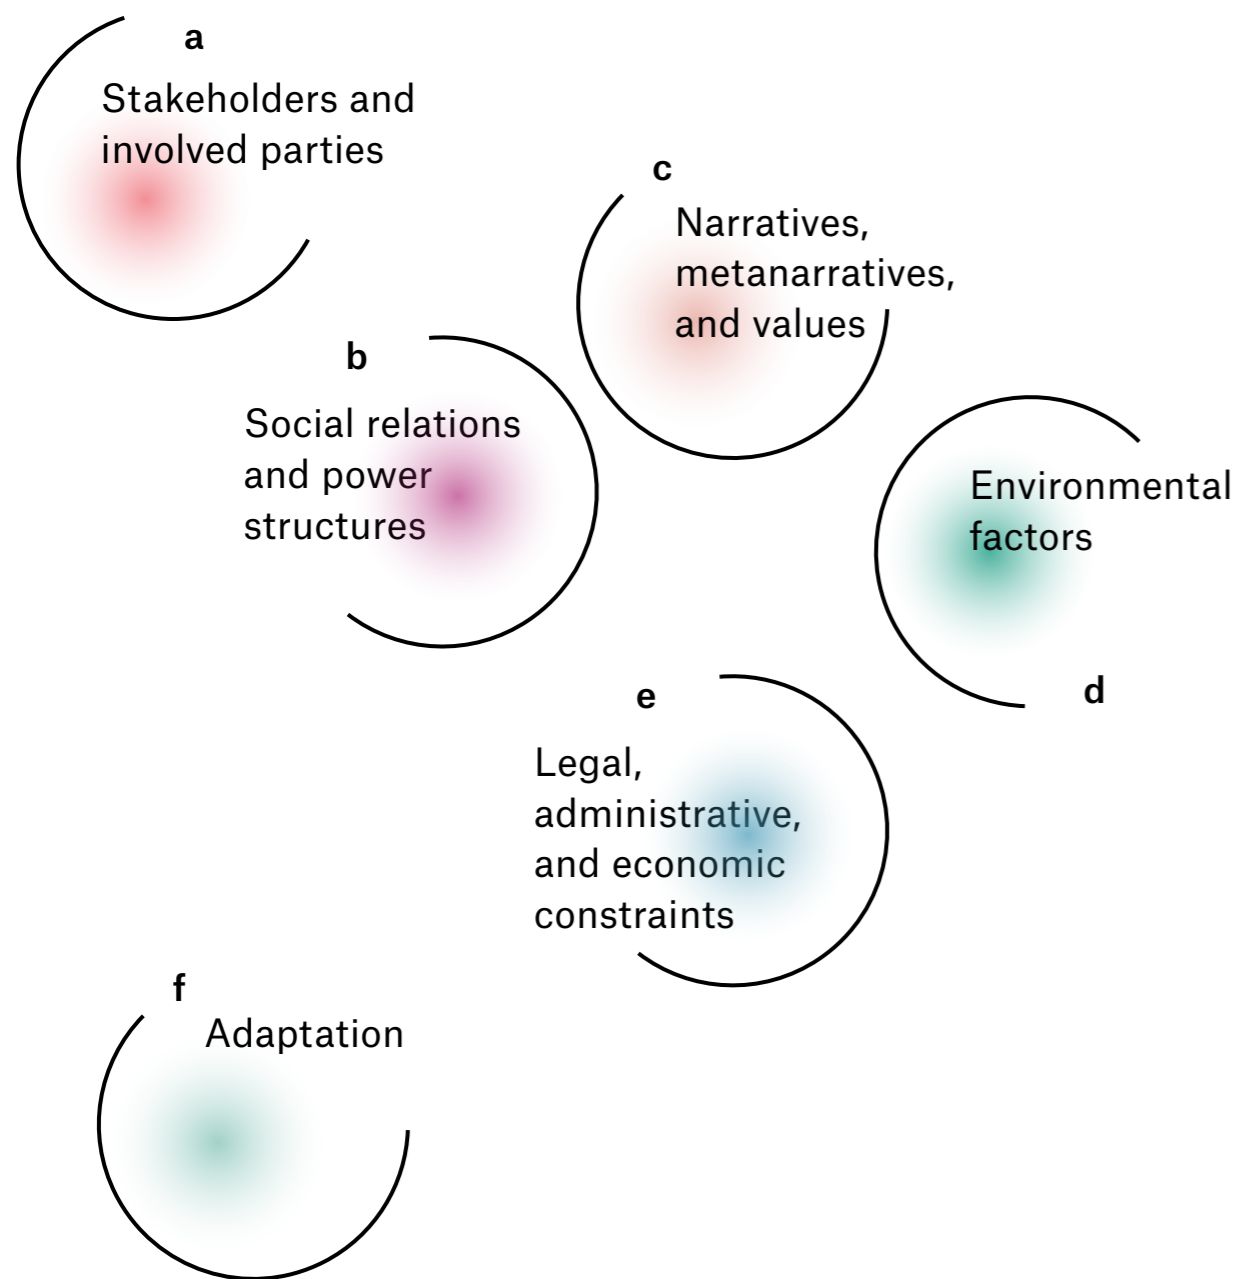 a
Stakeholders and
involved parties
b
Social relations
and power
structures
c
Narratives,
metanarratives,
and values
Environmental
factors
d
e
Legal,
administrative,
and economic
constraints
f
Adaptation